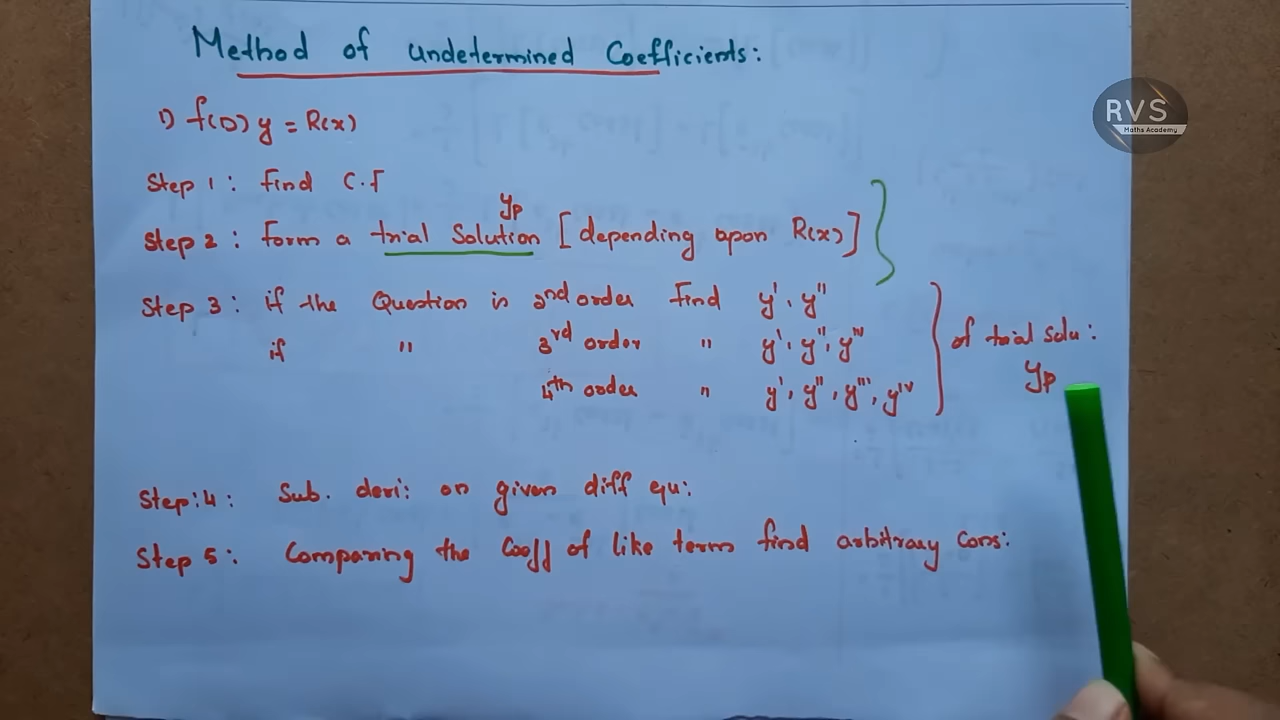 Method of undetermined Coefficients:
RVS
Maths Academy
1) f(D) y = R(x)
Step 1: Find C.F
yp
Step 2: Form a trial Solution [depending upon R(x)]
Step 3: if the Question is 2nd order Find y', y''
if " 3rd order " y', y'', y'''
4th order " y', y'', y''', y'v
of trial Solu:
yp
Step:4: Sub. deri: on given diff equ:
Step 5: Comparing the Coeff of like term find arbitrary Cons: